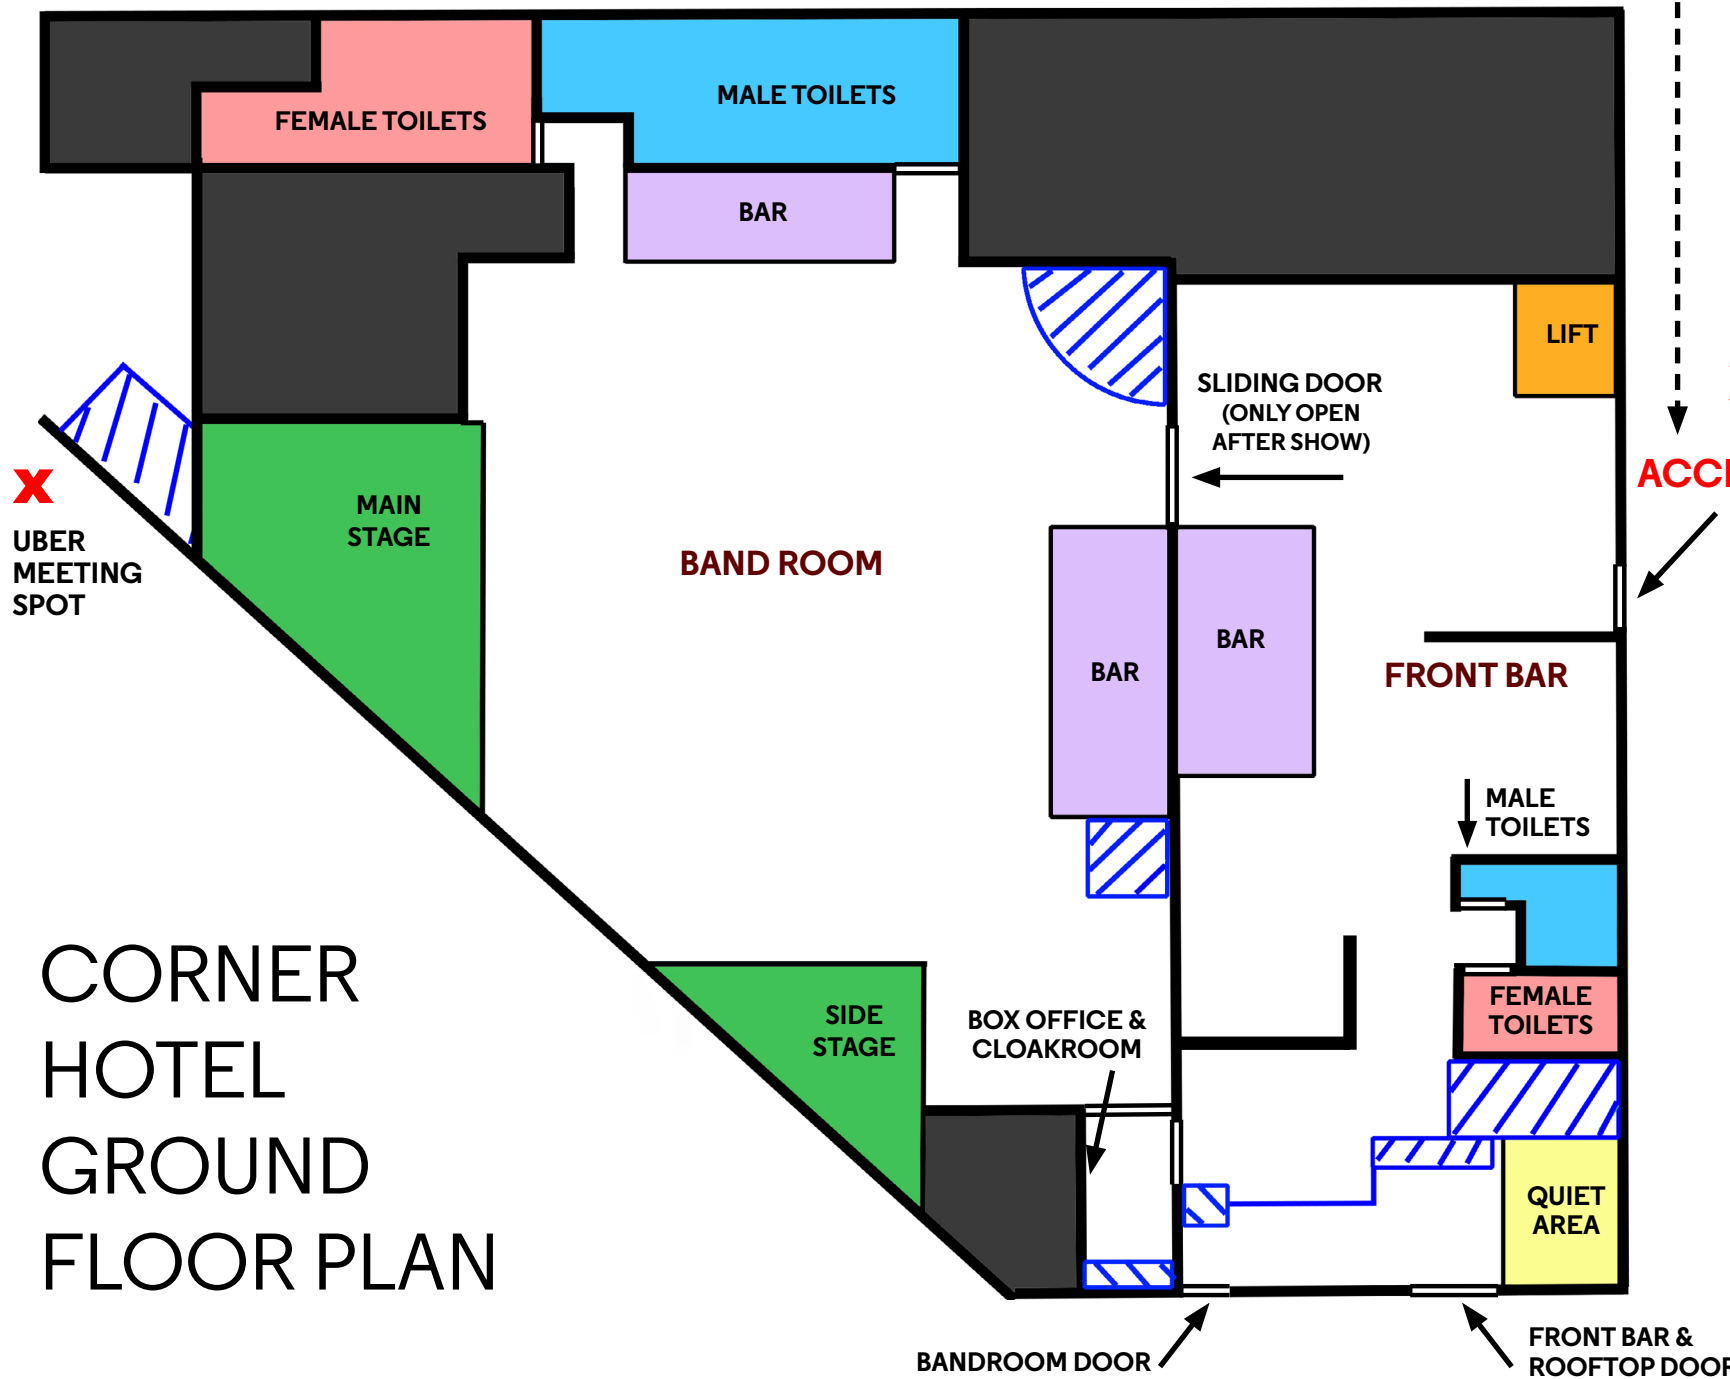 FEMALE TOILETS
MALE TOILETS
BAR
LIFT
SLIDING DOOR
(ONLY OPEN
AFTER SHOW)
X
UBER
MEETING
SPOT
MAIN
STAGE
BAND ROOM
BAR
BAR
FRONT BAR
MALE
TOILETS
FEMALE
TOILETS
SIDE
STAGE
BOX OFFICE &
CLOAKROOM
QUIET
AREA
CORNER
HOTEL
GROUND
FLOOR PLAN
BANDROOM DOOR
FRONT BAR &
ROOFTOP DOOR